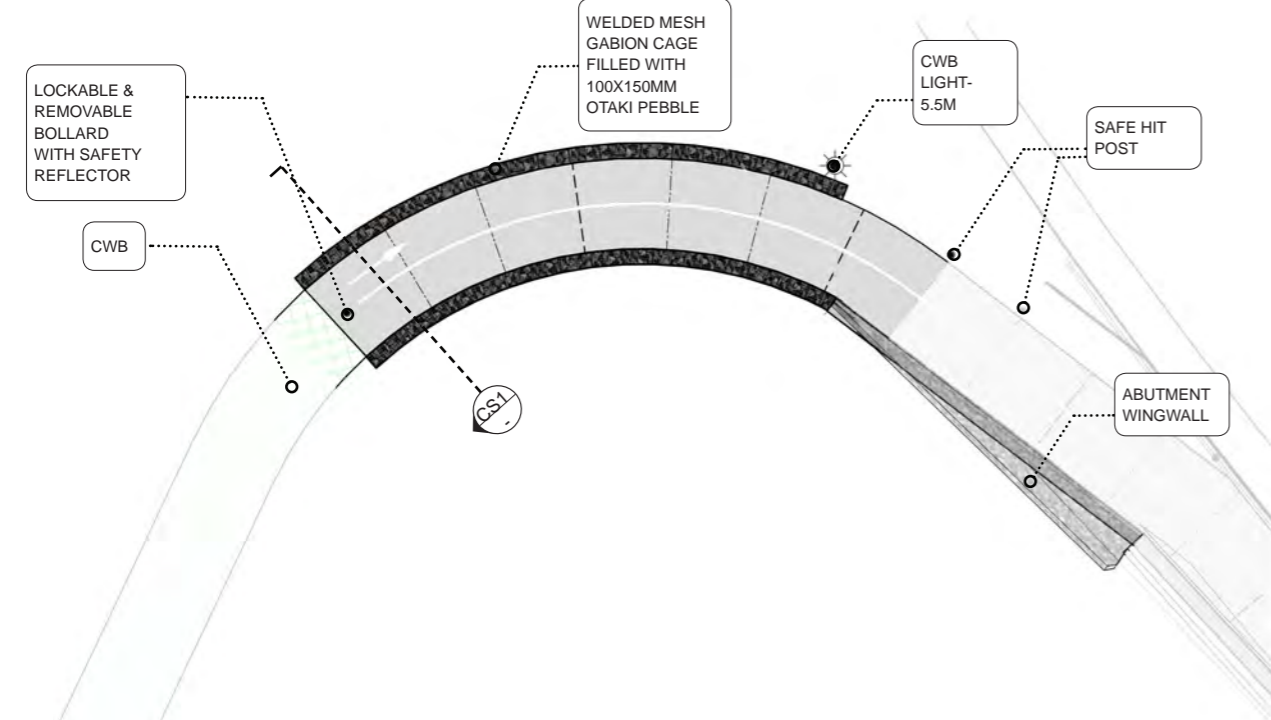 WELDED MESH
GABION CAGE
FILLED WITH
100X150MM
OTAKI PEBBLE
LOCKABLE &
REMOVABLE
BOLLARD
WITH SAFETY
REFLECTOR
CWB
LIGHT-
5.5M
SAFE HIT
POST
CWB
ABUTMENT
WINGWALL
CS1
-